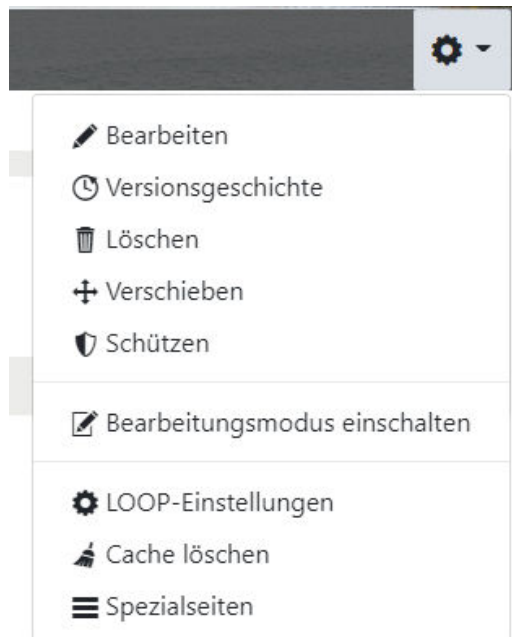 Bearbeiten
Versionsgeschichte
Löschen
Verschieben
Schützen
Bearbeitungsmodus einschalten
LOOP-Einstellungen
Cache löschen
Spezialseiten